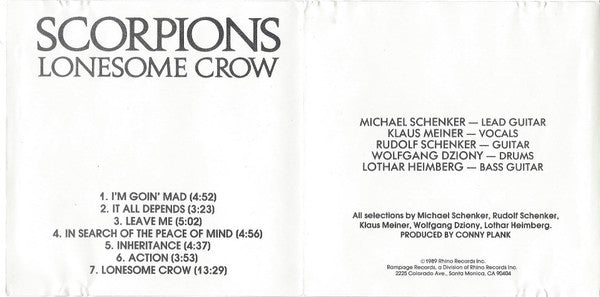 SCORPIONS
LONESOME CROW
1. I'M GOIN' MAD (4:52)
2. IT ALL DEPENDS (3:23)
3. LEAVE ME (5:02)
4. IN SEARCH OF THE PEACE OF MIND (4:56)
5. INHERITANCE (4:37)
6. ACTION (3:53)
7. LONESOME CROW (13:29)
MICHAEL SCHENKER — LEAD GUITAR
KLAUS MEINER — VOCALS
RUDOLF SCHENKER — GUITAR
WOLFGANG DZIONY — DRUMS
LOTHAR HEIMBERG — BASS GUITAR
All selections by Michael Schenker, Rudolf Schenker,
Klaus Meiner, Wolfgang Dziony, Lothar Heimberg.
PRODUCED BY CONNY PLANK
©1989 Rhino Records Inc.
Rampage Records, a Division of Rhino Records Inc.
2225 Colorado Ave., Santa Monica, CA 90404